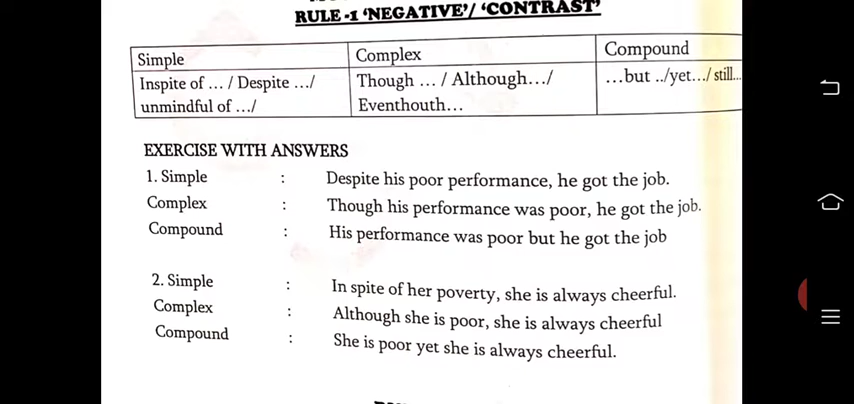 RULE -1 'NEGATIVE'/ 'CONTRAST'
Simple Complex Compound
Inspite of ... / Despite .../ Though ... / Although.../ ...but ../yet.../ still...
unmindful of .../ Eventhouth...
EXERCISE WITH ANSWERS
1. Simple : Despite his poor performance, he got the job.
Complex : Though his performance was poor, he got the job.
Compound : His performance was poor but he got the job
2. Simple : In spite of her poverty, she is always cheerful.
Complex : Although she is poor, she is always cheerful
Compound : She is poor yet she is always cheerful.